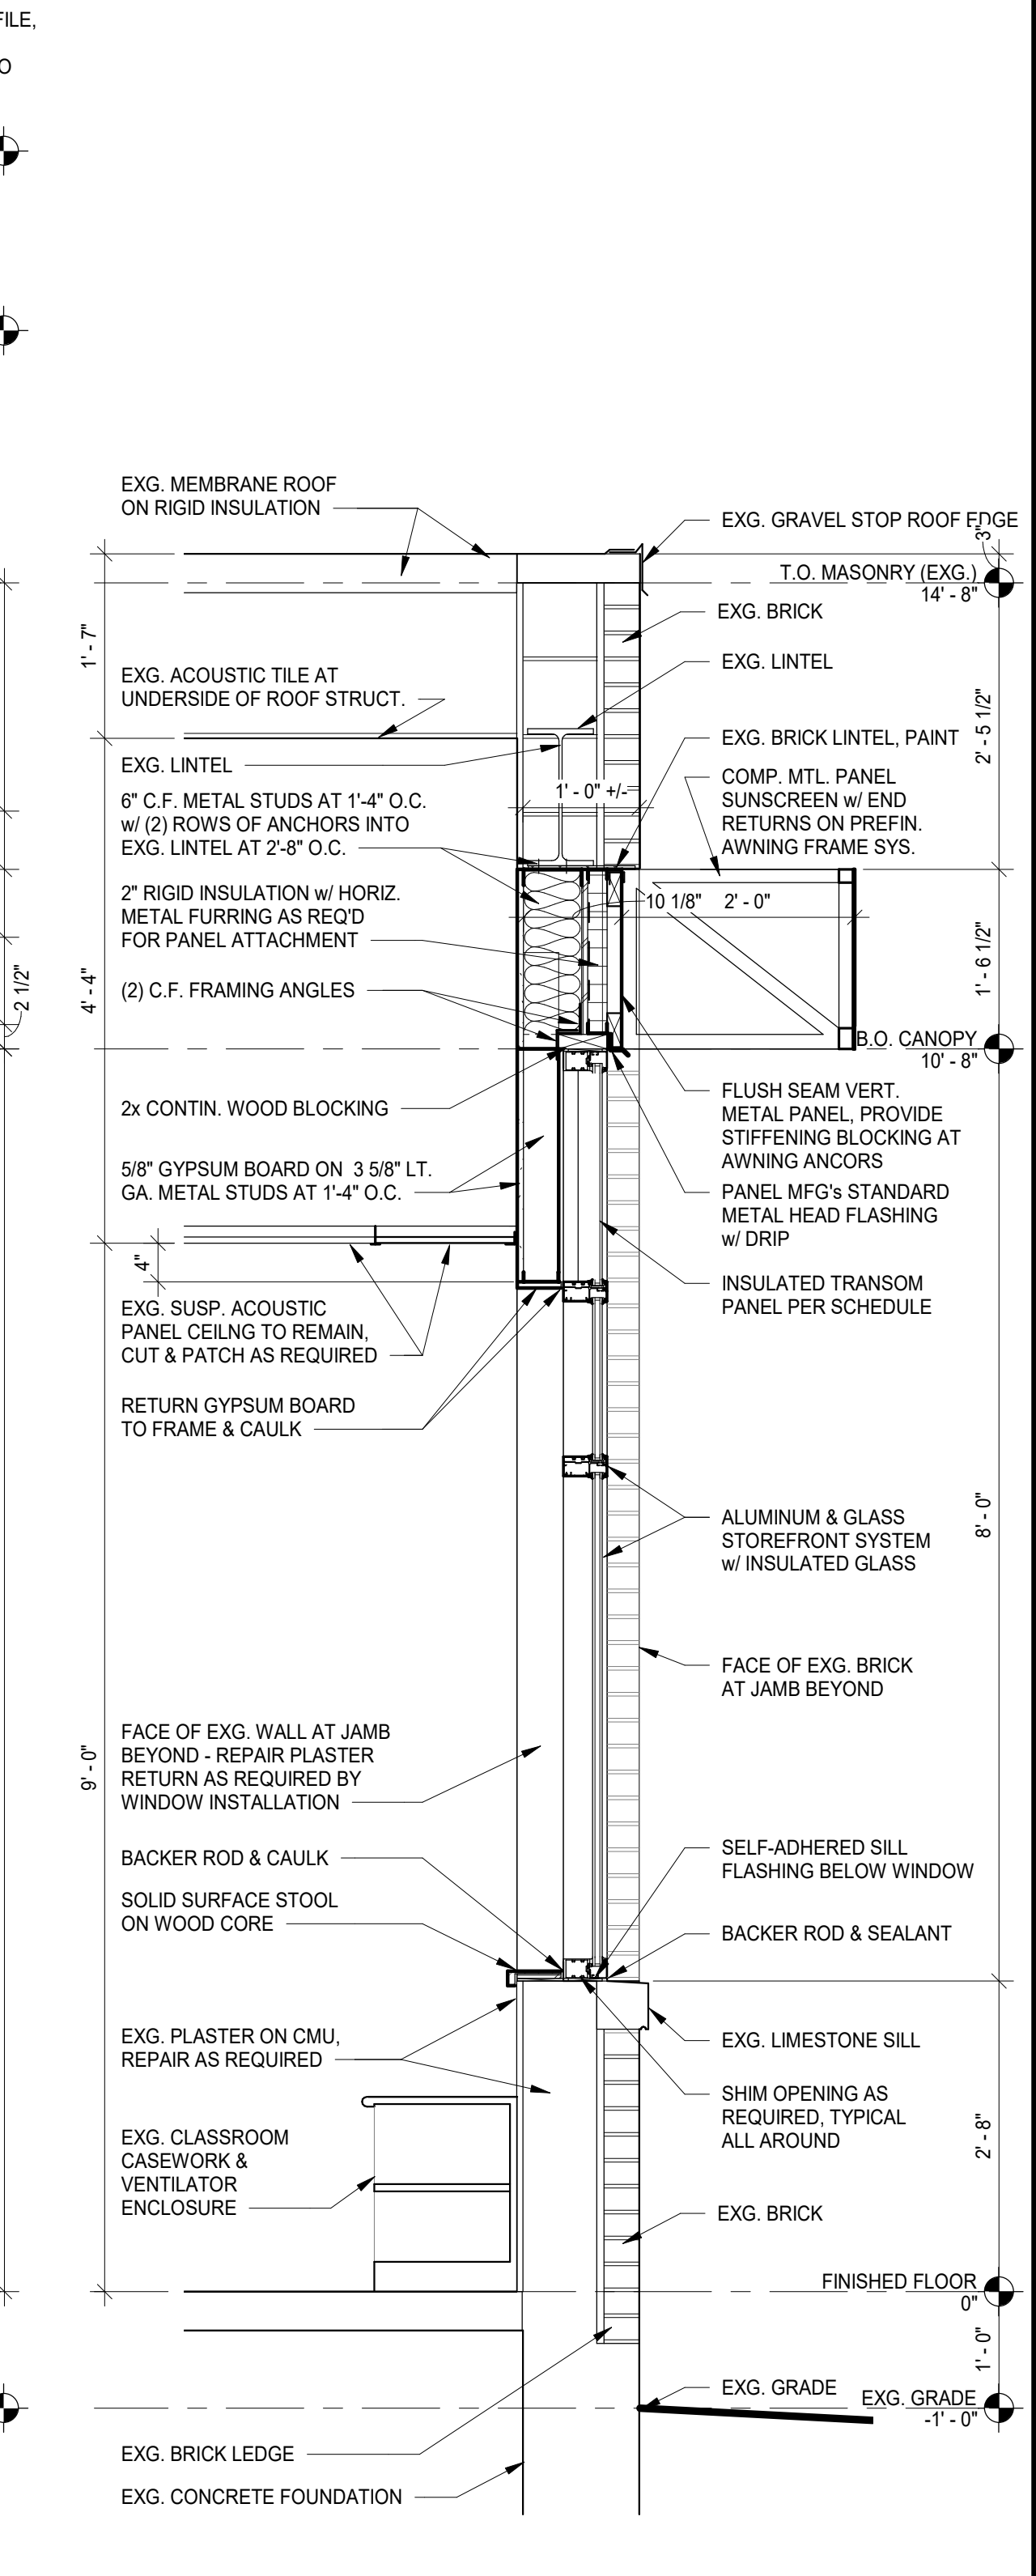 FILE,
O
EXG. MEMBRANE ROOF
ON RIGID INSULATION
EXG. GRAVEL STOP ROOF EDGE
3"
T.O. MASONRY (EXG.)
14' - 8"
EXG. BRICK
1' - 7"
EXG. ACOUSTIC TILE AT
UNDERSIDE OF ROOF STRUCT.
EXG. LINTEL
2' - 5 1/2"
EXG. LINTEL
EXG. BRICK LINTEL, PAINT
1' - 0" +/-
6" C.F. METAL STUDS AT 1'-4" O.C.
w/ (2) ROWS OF ANCHORS INTO
EXG. LINTEL AT 2'-8" O.C.
COMP. MTL. PANEL
SUNSCREEN w/ END
RETURNS ON PREFIN.
AWNING FRAME SYS.
2" RIGID INSULATION w/ HORIZ.
METAL FURRING AS REQ'D
FOR PANEL ATTACHMENT
10 1/8"
2' - 0"
1' - 6 1/2"
2 1/2"
4' - 4"
(2) C.F. FRAMING ANGLES
B.O. CANOPY
10' - 8"
2x CONTIN. WOOD BLOCKING
FLUSH SEAM VERT.
METAL PANEL, PROVIDE
STIFFENING BLOCKING AT
AWNING ANCORS
5/8" GYPSUM BOARD ON 3 5/8" LT.
GA. METAL STUDS AT 1'-4" O.C.
PANEL MFG's STANDARD
METAL HEAD FLASHING
w/ DRIP
4"
INSULATED TRANSOM
PANEL PER SCHEDULE
EXG. SUSP. ACOUSTIC
PANEL CEILNG TO REMAIN,
CUT & PATCH AS REQUIRED
RETURN GYPSUM BOARD
TO FRAME & CAULK
ALUMINUM & GLASS
STOREFRONT SYSTEM
w/ INSULATED GLASS
8' - 0"
FACE OF EXG. BRICK
AT JAMB BEYOND
9' - 0"
FACE OF EXG. WALL AT JAMB
BEYOND - REPAIR PLASTER
RETURN AS REQUIRED BY
WINDOW INSTALLATION
SELF-ADHERED SILL
FLASHING BELOW WINDOW
BACKER ROD & CAULK
SOLID SURFACE STOOL
ON WOOD CORE
BACKER ROD & SEALANT
EXG. PLASTER ON CMU,
REPAIR AS REQUIRED
EXG. LIMESTONE SILL
SHIM OPENING AS
REQUIRED, TYPICAL
ALL AROUND
2' - 8"
EXG. CLASSROOM
CASEWORK &
VENTILATOR
ENCLOSURE
EXG. BRICK
FINISHED FLOOR
0"
1' - 0"
EXG. GRADE
EXG. GRADE
-1' - 0"
EXG. BRICK LEDGE
EXG. CONCRETE FOUNDATION